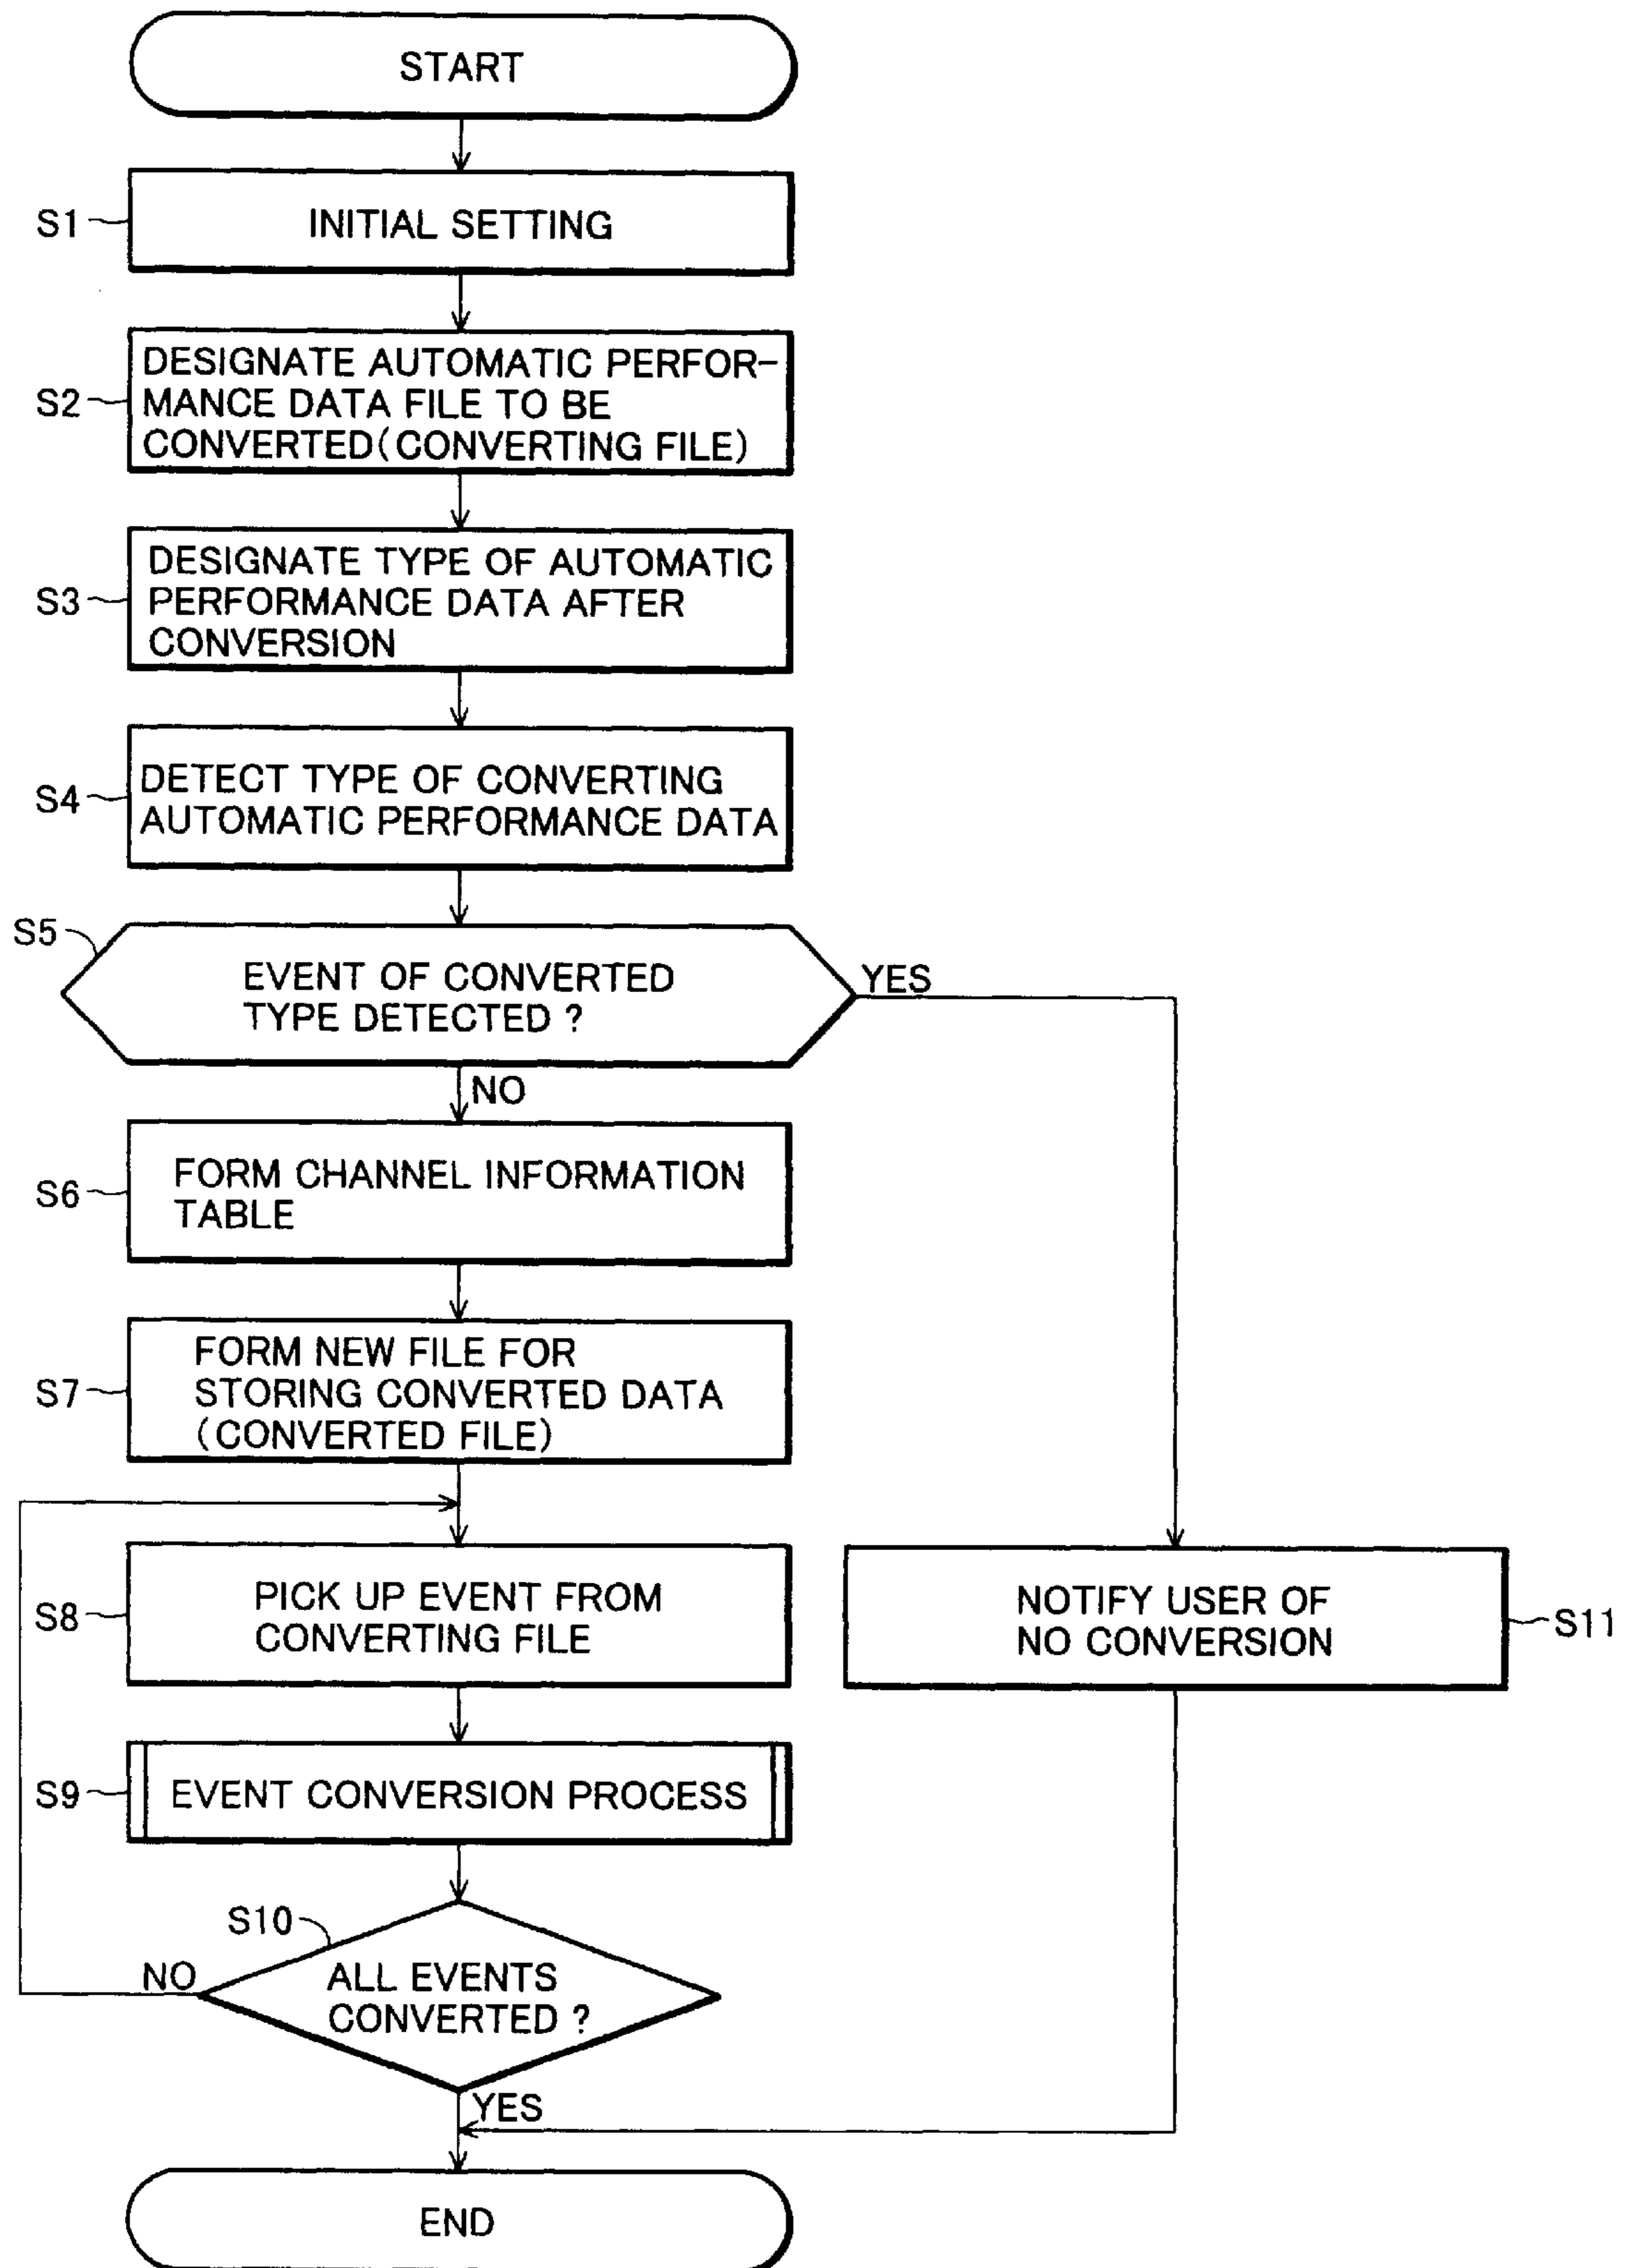 START
S1
INITIAL SETTING
S2
DESIGNATE AUTOMATIC PERFOR-
MANCE DATA FILE TO BE
CONVERTED(CONVERTING FILE)
S3
DESIGNATE TYPE OF AUTOMATIC
PERFORMANCE DATA AFTER
CONVERSION
S4
DETECT TYPE OF CONVERTING
AUTOMATIC PERFORMANCE DATA
S5
EVENT OF CONVERTED
TYPE DETECTED ?
YES
NO
S6
FORM CHANNEL INFORMATION
TABLE
S7
FORM NEW FILE FOR
STORING CONVERTED DATA
(CONVERTED FILE)
S8
PICK UP EVENT FROM
CONVERTING FILE
NOTIFY USER OF
NO CONVERSION
S11
S9
EVENT CONVERSION PROCESS
S10
NO
ALL EVENTS
CONVERTED ?
YES
END